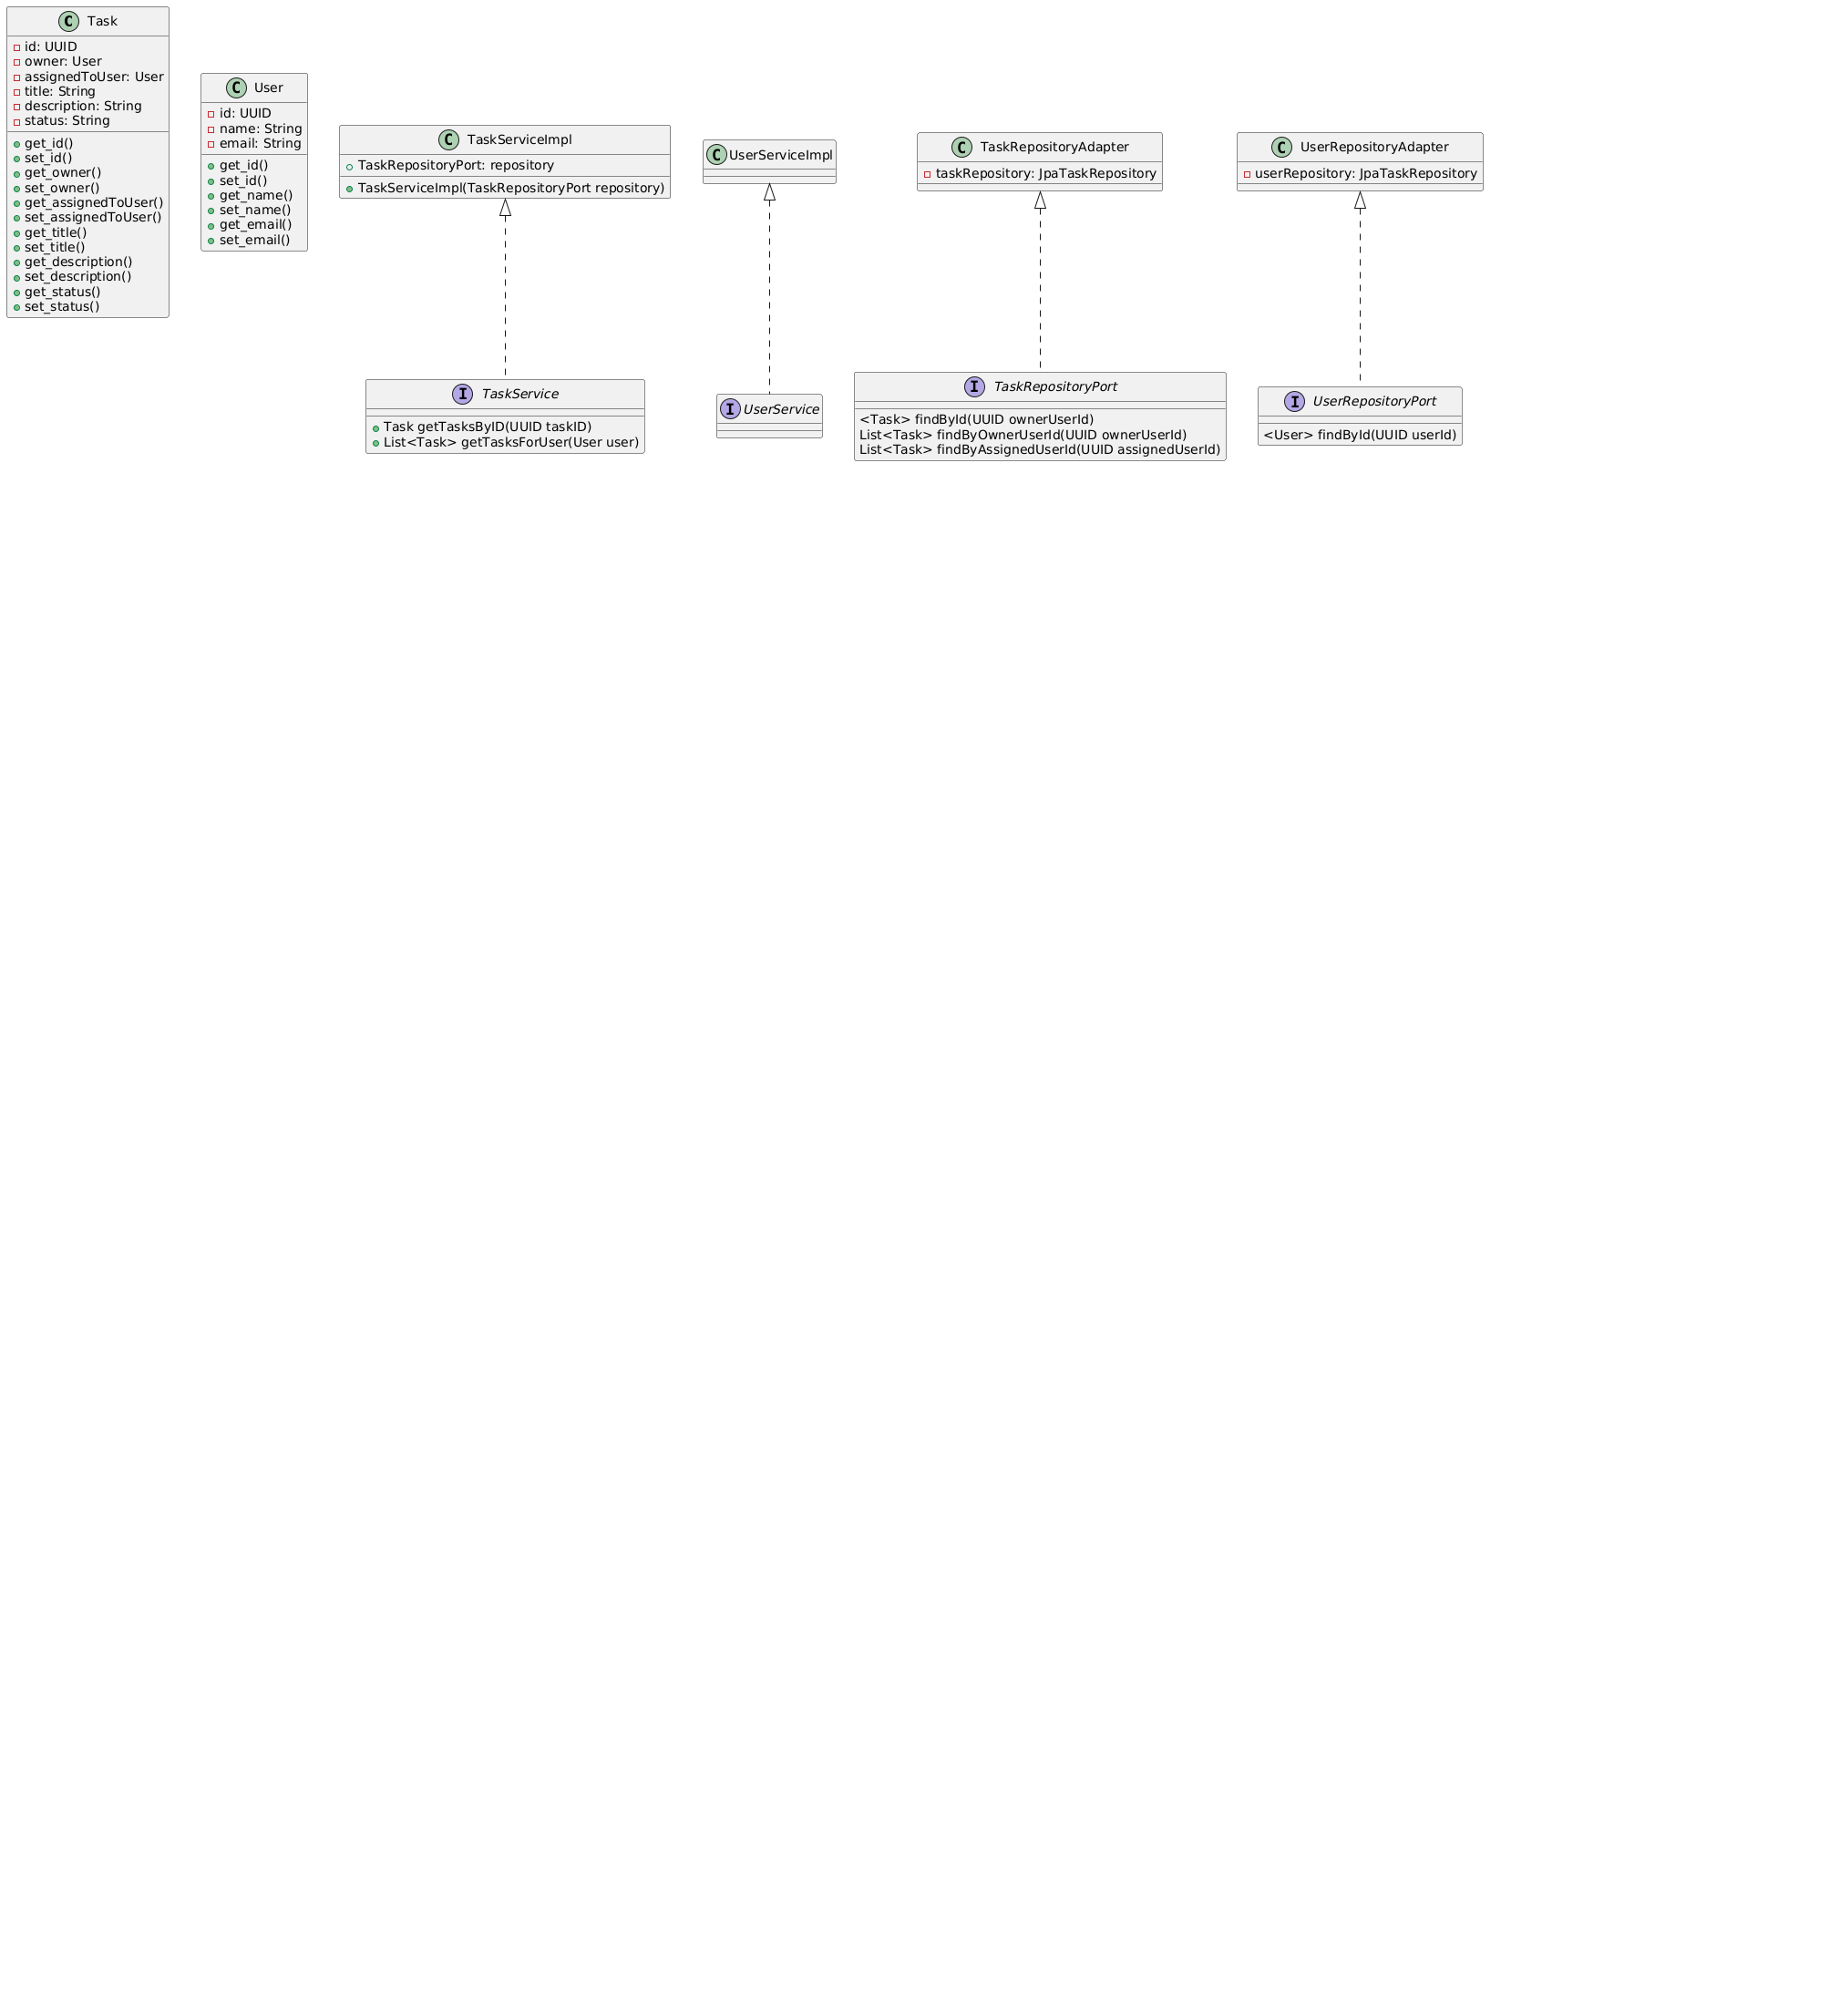 C Task
id: UUID
owner: User
assignedToUser: User
title: String
description: String
status: String
get_id()
set_id()
get_owner()
set_owner()
get_assignedToUser()
set_assignedToUser()
get_title()
set_title()
get_description()
set_description()
get_status()
set_status()
C User
id: UUID
name: String
email: String
get_id()
set_id()
get_name()
set_name()
get_email()
set_email()
C TaskServiceImpl
TaskRepositoryPort: repository
TaskServiceImpl(TaskRepositoryPort repository)
C UserServiceImpl
C TaskRepositoryAdapter
taskRepository: JpaTaskRepository
C UserRepositoryAdapter
userRepository: JpaTaskRepository
I TaskService
Task getTasksByID(UUID taskID)
List<Task> getTasksForUser(User user)
I UserService
I TaskRepositoryPort
<Task> findById(UUID ownerUserId)
List<Task> findByOwnerUserId(UUID ownerUserId)
List<Task> findByAssignedUserId(UUID assignedUserId)
I UserRepositoryPort
<User> findById(UUID userId)